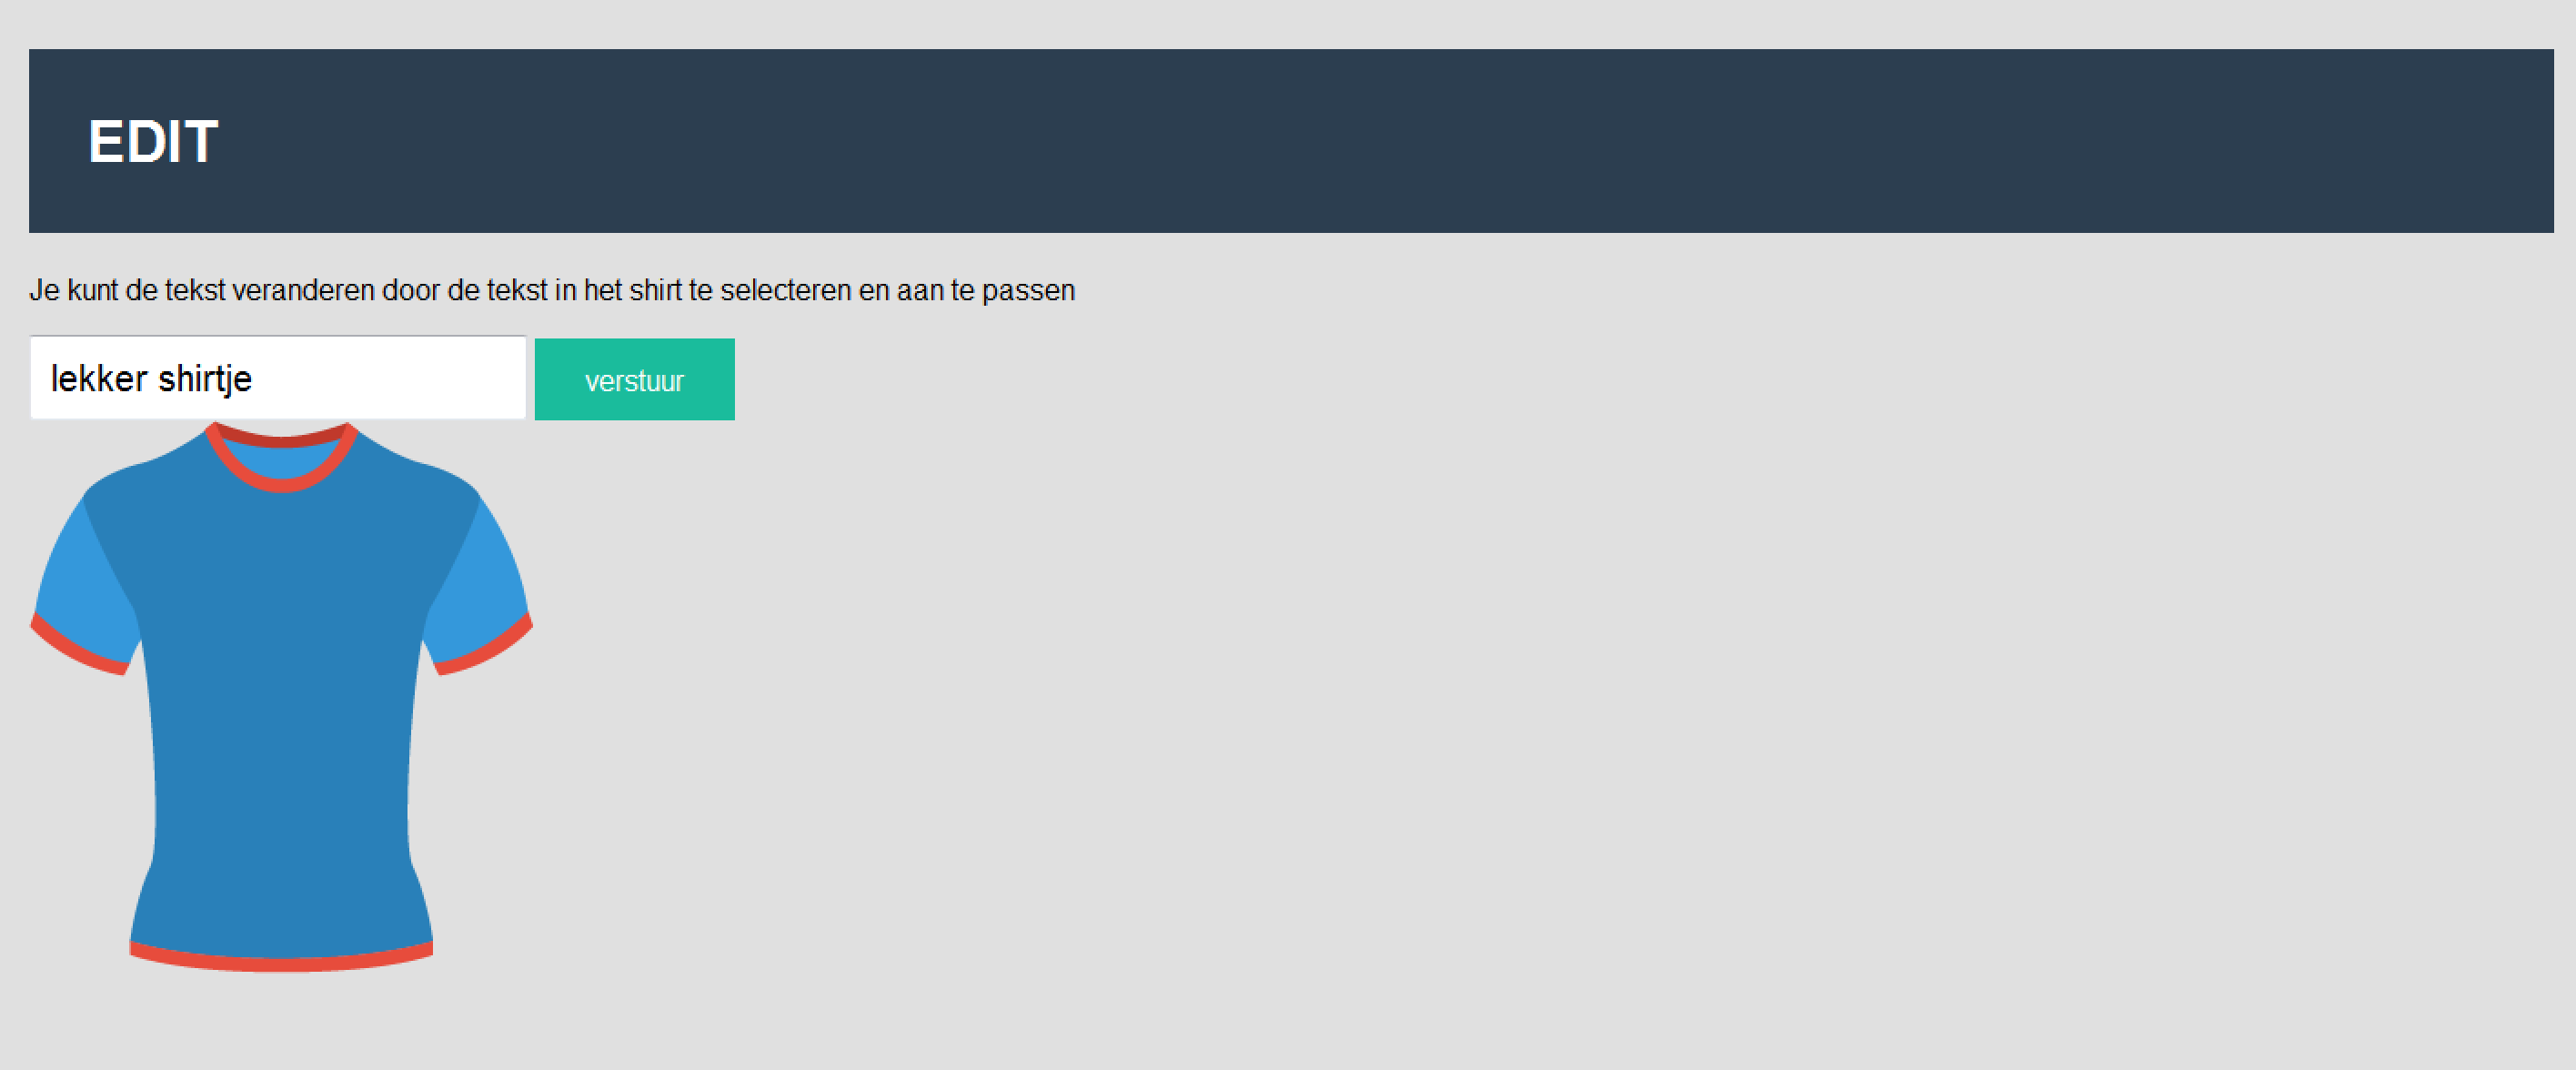 EDIT
Je kunt de tekst veranderen door de tekst in het shirt te selecteren en aan te passen
lekker shirtje
verstuur